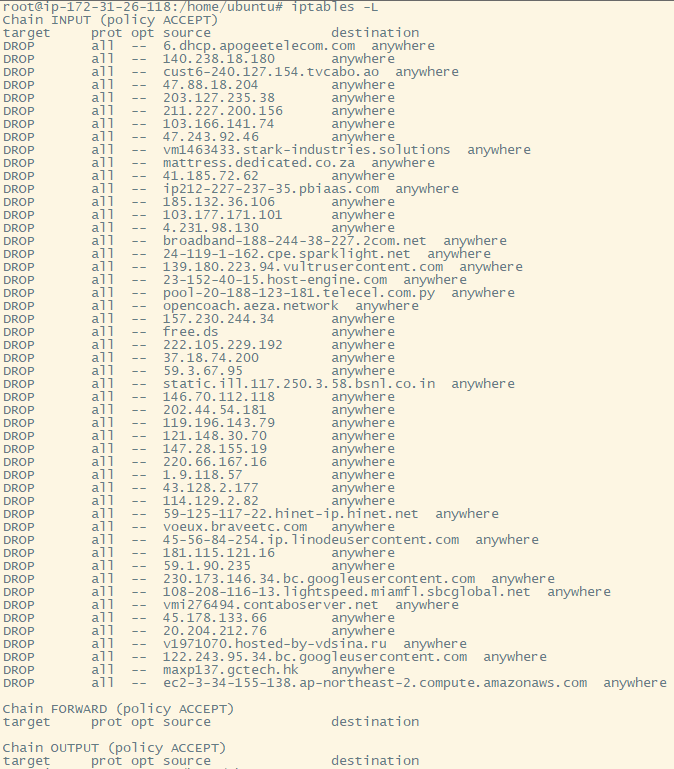 root@ip-172-31-26-118:/home/ubuntu# iptables -L
Chain INPUT (policy ACCEPT)
target     prot opt source               destination
DROP       all  --  6.dhcp.apogeetelecom.com  anywhere
DROP       all  --  140.238.18.180       anywhere
DROP       all  --  cust6-240.127.154.tvcabo.ao  anywhere
DROP       all  --  47.88.18.204         anywhere
DROP       all  --  203.127.235.38       anywhere
DROP       all  --  211.227.200.156      anywhere
DROP       all  --  103.166.141.74       anywhere
DROP       all  --  47.243.92.46         anywhere
DROP       all  --  vm1463433.stark-industries.solutions  anywhere
DROP       all  --  mattress.dedicated.co.za  anywhere
DROP       all  --  41.185.72.62         anywhere
DROP       all  --  ip212-227-237-35.pbiaas.com  anywhere
DROP       all  --  185.132.36.106       anywhere
DROP       all  --  103.177.171.101      anywhere
DROP       all  --  4.231.98.130         anywhere
DROP       all  --  broadband-188-244-38-227.2com.net  anywhere
DROP       all  --  24-119-1-162.cpe.sparklight.net  anywhere
DROP       all  --  139.180.223.94.vultrusercontent.com  anywhere
DROP       all  --  23-152-40-15.host-engine.com  anywhere
DROP       all  --  pool-20-188-123-181.telecel.com.py  anywhere
DROP       all  --  opencoach.aeza.network  anywhere
DROP       all  --  157.230.244.34       anywhere
DROP       all  --  free.ds              anywhere
DROP       all  --  222.105.229.192      anywhere
DROP       all  --  37.18.74.200         anywhere
DROP       all  --  59.3.67.95           anywhere
DROP       all  --  static.ill.117.250.3.58.bsnl.co.in  anywhere
DROP       all  --  146.70.112.118       anywhere
DROP       all  --  202.44.54.181        anywhere
DROP       all  --  119.196.143.79       anywhere
DROP       all  --  121.148.30.70        anywhere
DROP       all  --  147.28.155.19        anywhere
DROP       all  --  220.66.167.16        anywhere
DROP       all  --  1.9.118.57           anywhere
DROP       all  --  43.128.2.177         anywhere
DROP       all  --  114.129.2.82         anywhere
DROP       all  --  59-125-117-22.hinet-ip.hinet.net  anywhere
DROP       all  --  voeux.braveetc.com   anywhere
DROP       all  --  45-56-84-254.ip.linodeusercontent.com  anywhere
DROP       all  --  181.115.121.16       anywhere
DROP       all  --  59.1.90.235          anywhere
DROP       all  --  230.173.146.34.bc.googleusercontent.com  anywhere
DROP       all  --  108-208-116-13.lightspeed.miamfl.sbcglobal.net  anywhere
DROP       all  --  vmi276494.contaboserver.net  anywhere
DROP       all  --  45.178.133.66        anywhere
DROP       all  --  20.204.212.76        anywhere
DROP       all  --  v1971070.hosted-by-vdsina.ru  anywhere
DROP       all  --  122.243.95.34.bc.googleusercontent.com  anywhere
DROP       all  --  maxp137.gctech.hk    anywhere
DROP       all  --  ec2-3-34-155-138.ap-northeast-2.compute.amazonaws.com  anywhere
Chain FORWARD (policy ACCEPT)
target     prot opt source               destination
Chain OUTPUT (policy ACCEPT)
target     prot opt source               destination